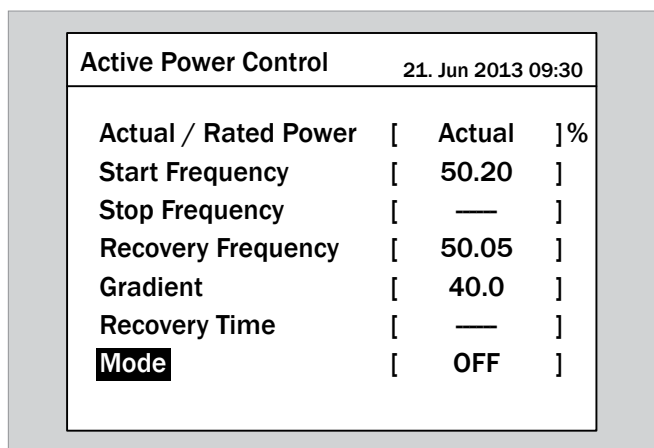 Active Power Control 21. Jun 2013 09:30
Actual / Rated Power [ Actual ]%
Start Frequency [ 50.20 ]
Stop Frequency [ — ]
Recovery Frequency [ 50.05 ]
Gradient [ 40.0 ]
Recovery Time [ — ]
Mode [ OFF ]